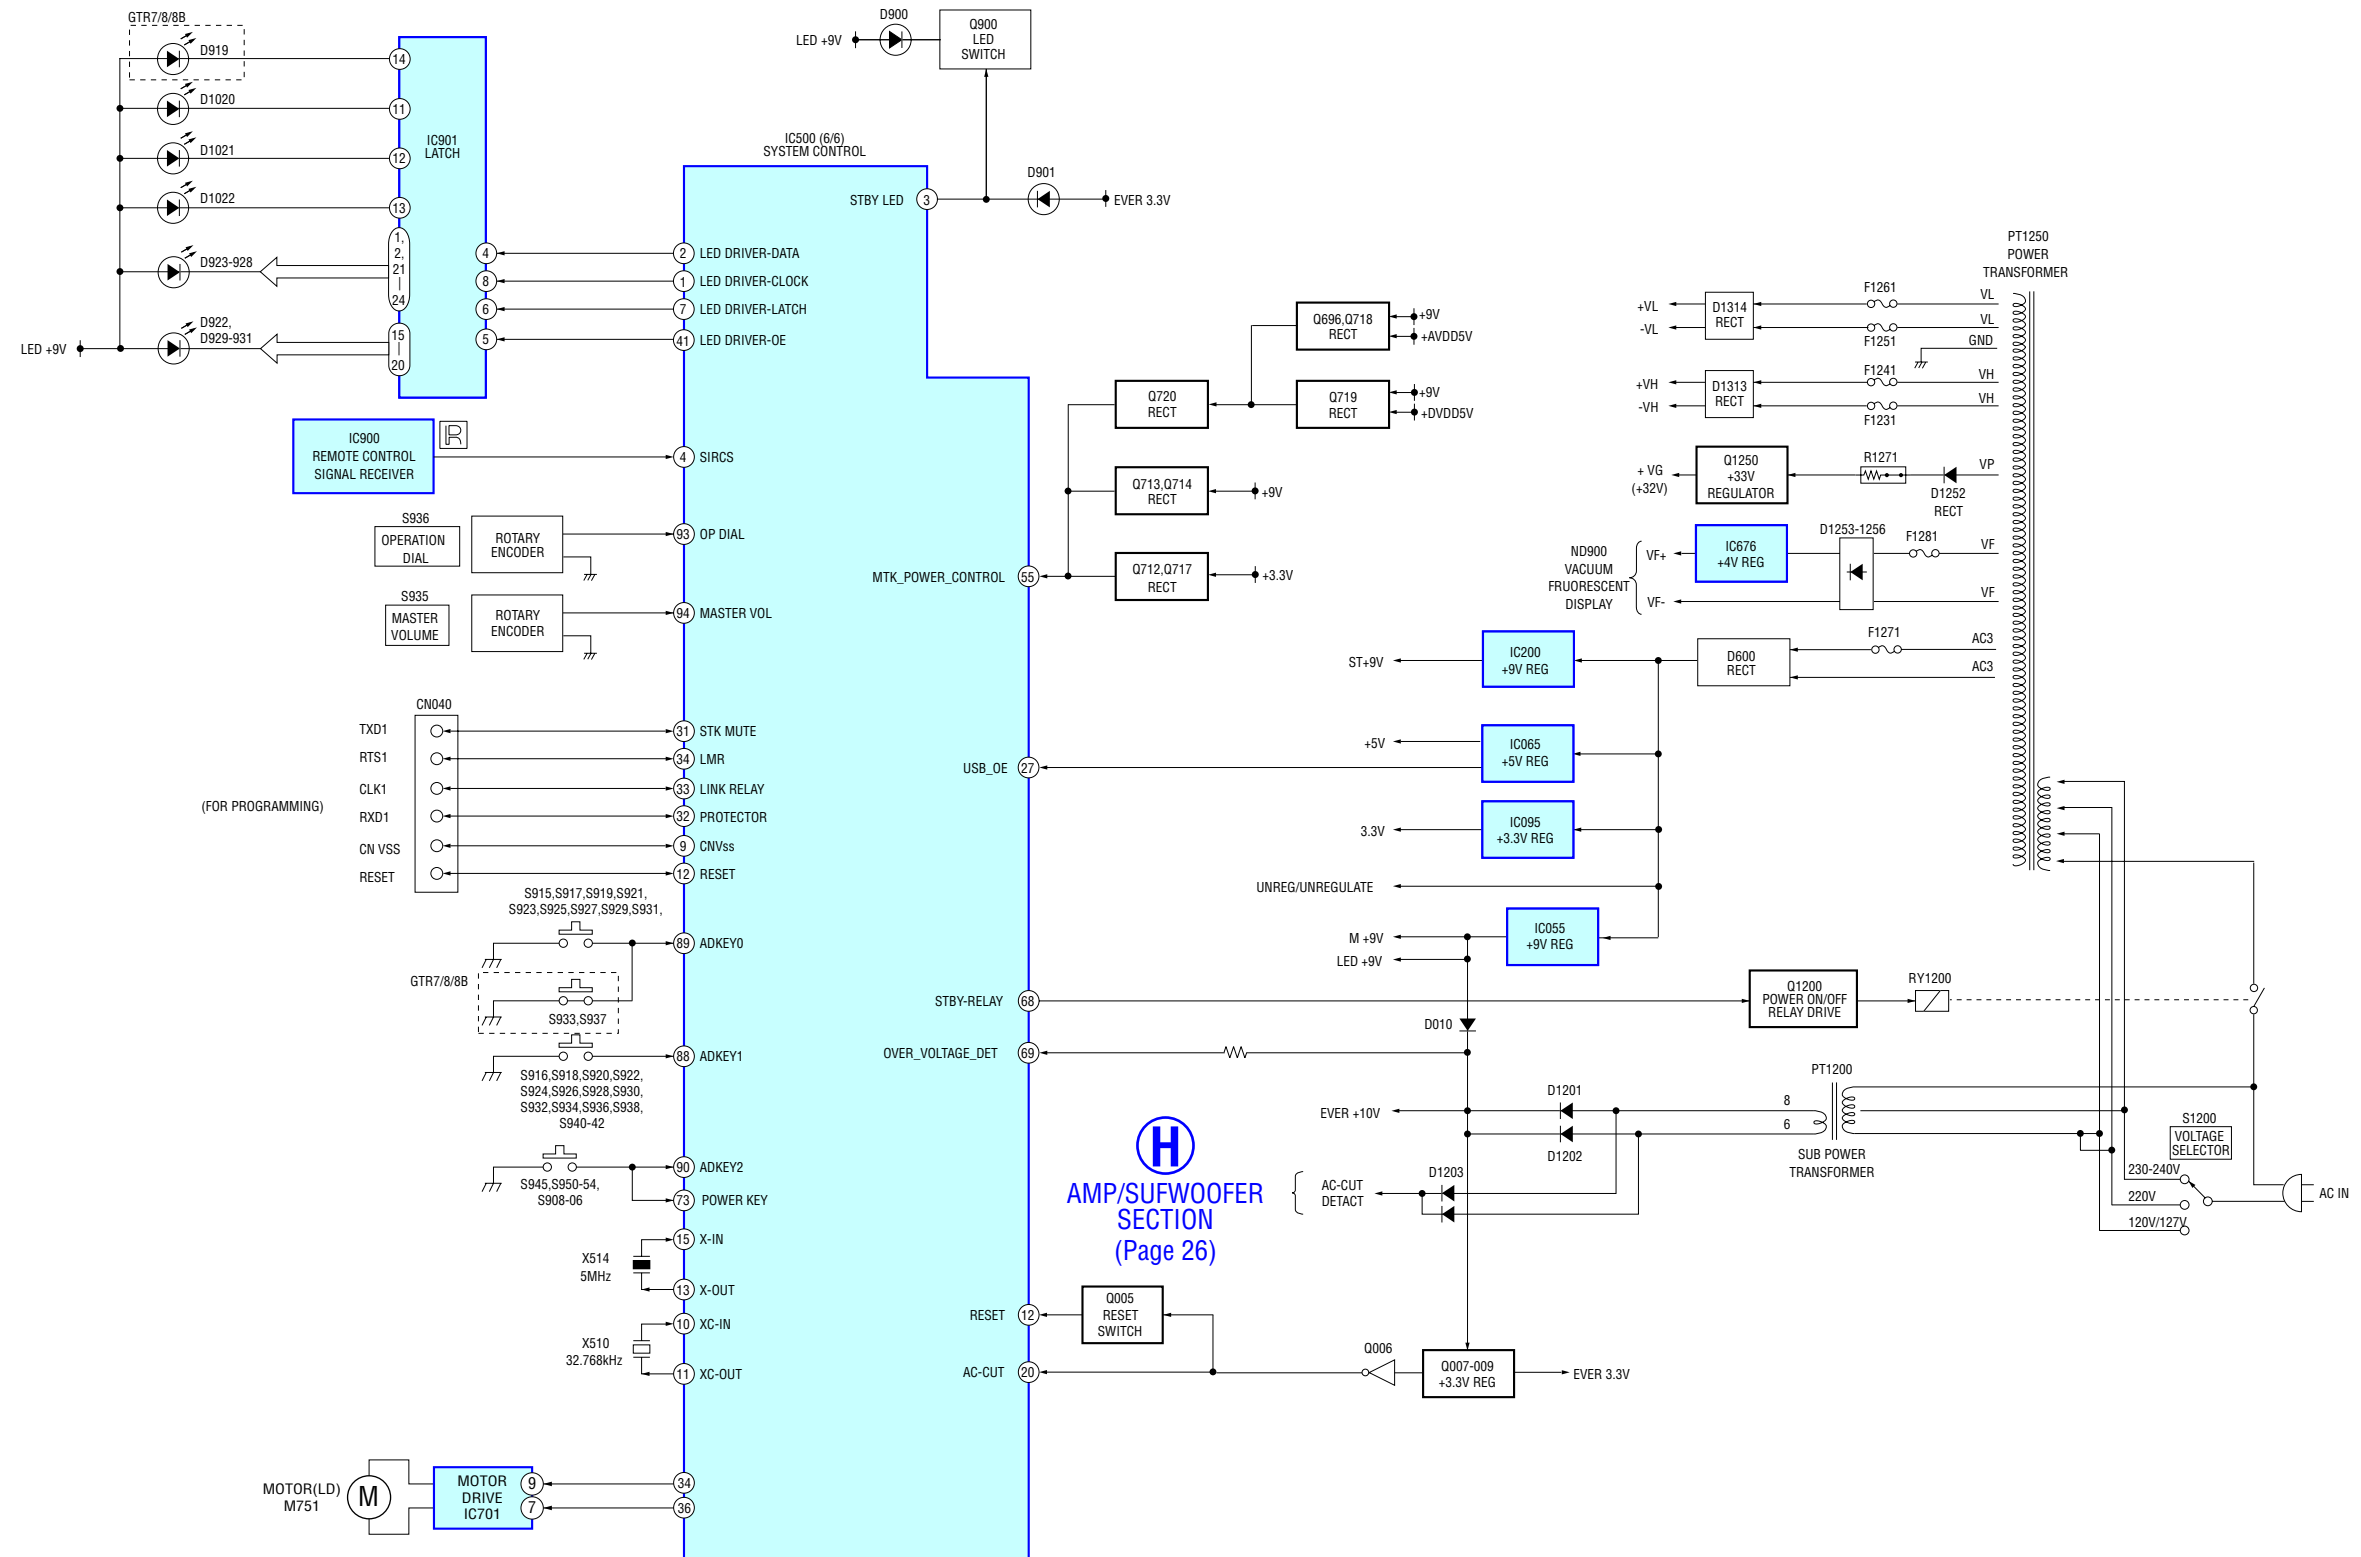 GTR7/8/8B
D919
14
D1020
11
D1021
12
D1022
13
IC901
LATCH
1,
2,
21
24
D923-928
D922,
D929-931
15
20
LED +9V
4
8
6
5
D900
LED +9V
Q900
LED
SWITCH
IC500 (6/6)
SYSTEM CONTROL
STBY LED
3
D901
EVER 3.3V
2
LED DRIVER-DATA
1
LED DRIVER-CLOCK
7
LED DRIVER-LATCH
41
LED DRIVER-OE
IC900
REMOTE CONTROL
SIGNAL RECEIVER
R
4
SIRCS
S936
OPERATION
DIAL
ROTARY
ENCODER
93
OP DIAL
S935
MASTER
VOLUME
ROTARY
ENCODER
94
MASTER VOL
CN040
(FOR PROGRAMMING)
TXD1
31
STK MUTE
RTS1
34
LMR
CLK1
33
LINK RELAY
RXD1
32
PROTECTOR
CN VSS
9
CNVss
RESET
12
RESET
S915,S917,S919,S921,
S923,S925,S927,S929,S931,
89
ADKEY0
GTR7/8/8B
S933,S937
88
ADKEY1
S916,S918,S920,S922,
S924,S926,S928,S930,
S932,S934,S936,S938,
S940-42
90
ADKEY2
S945,S950-54,
S908-06
73
POWER KEY
X514
5MHz
15
X-IN
13
X-OUT
X510
32.768kHz
10
XC-IN
11
XC-OUT
MOTOR(LD)
M751
M
MOTOR
DRIVE
IC701
9
7
34
36
Q696,Q718
RECT
+9V
+AVDD5V
Q720
RECT
Q719
RECT
+9V
+DVDD5V
Q713,Q714
RECT
+9V
Q712,Q717
RECT
+3.3V
MTK_POWER_CONTROL
55
USB_OE
27
STBY-RELAY
68
OVER_VOLTAGE_DET
69
RESET
12
AC-CUT
20
PT1250
POWER
TRANSFORMER
+VL
-VL
D1314
RECT
F1261
VL
F1251
VL
GND
+VH
-VH
D1313
RECT
F1241
VH
F1231
VH
+ VG
(+32V)
Q1250
+33V
REGULATOR
R1271
D1252
RECT
VP
ND900
VACUUM
FRUORESCENT
DISPLAY
VF+
VF-
IC676
+4V REG
D1253-1256
F1281
VF
VF
ST+9V
IC200
+9V REG
D600
RECT
F1271
AC3
AC3
+5V
IC065
+5V REG
3.3V
IC095
+3.3V REG
UNREG/UNREGULATE
M +9V
LED +9V
IC055
+9V REG
Q1200
POWER ON/OFF
RELAY DRIVE
RY1200
D010
EVER +10V
D1201
D1202
8
6
PT1200
SUB POWER
TRANSFORMER
S1200
VOLTAGE
SELECTOR
230-240V
220V
120V/127V
AC IN
H
AMP/SUFWOOFER
SECTION
(Page 26)
AC-CUT
DETACT
D1203
Q005
RESET
SWITCH
Q006
Q007-009
+3.3V REG
EVER 3.3V